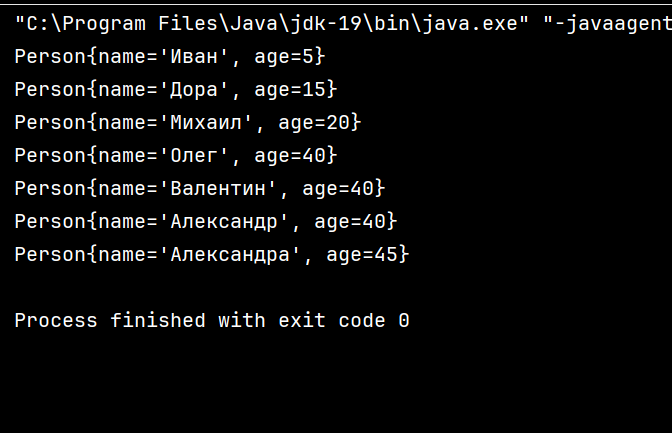 "C:\Program Files\Java\jdk-19\bin\java.exe" "-javaagent
Person{name='Иван', age=5}
Person{name='Дора', age=15}
Person{name='Михаил', age=20}
Person{name='Олег', age=40}
Person{name='Валентин', age=40}
Person{name='Александр', age=40}
Person{name='Александра', age=45}
Process finished with exit code 0